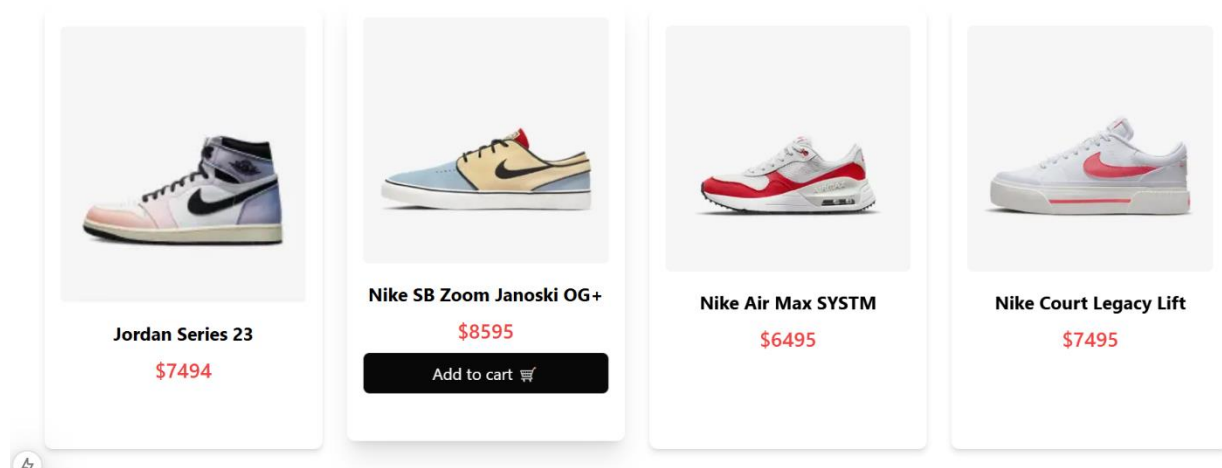 Jordan Series 23
$7494
Nike SB Zoom Janoski OG+
$8595
Add to cart 🛒
Nike Air Max SYSTM
$6495
Nike Court Legacy Lift
$7495